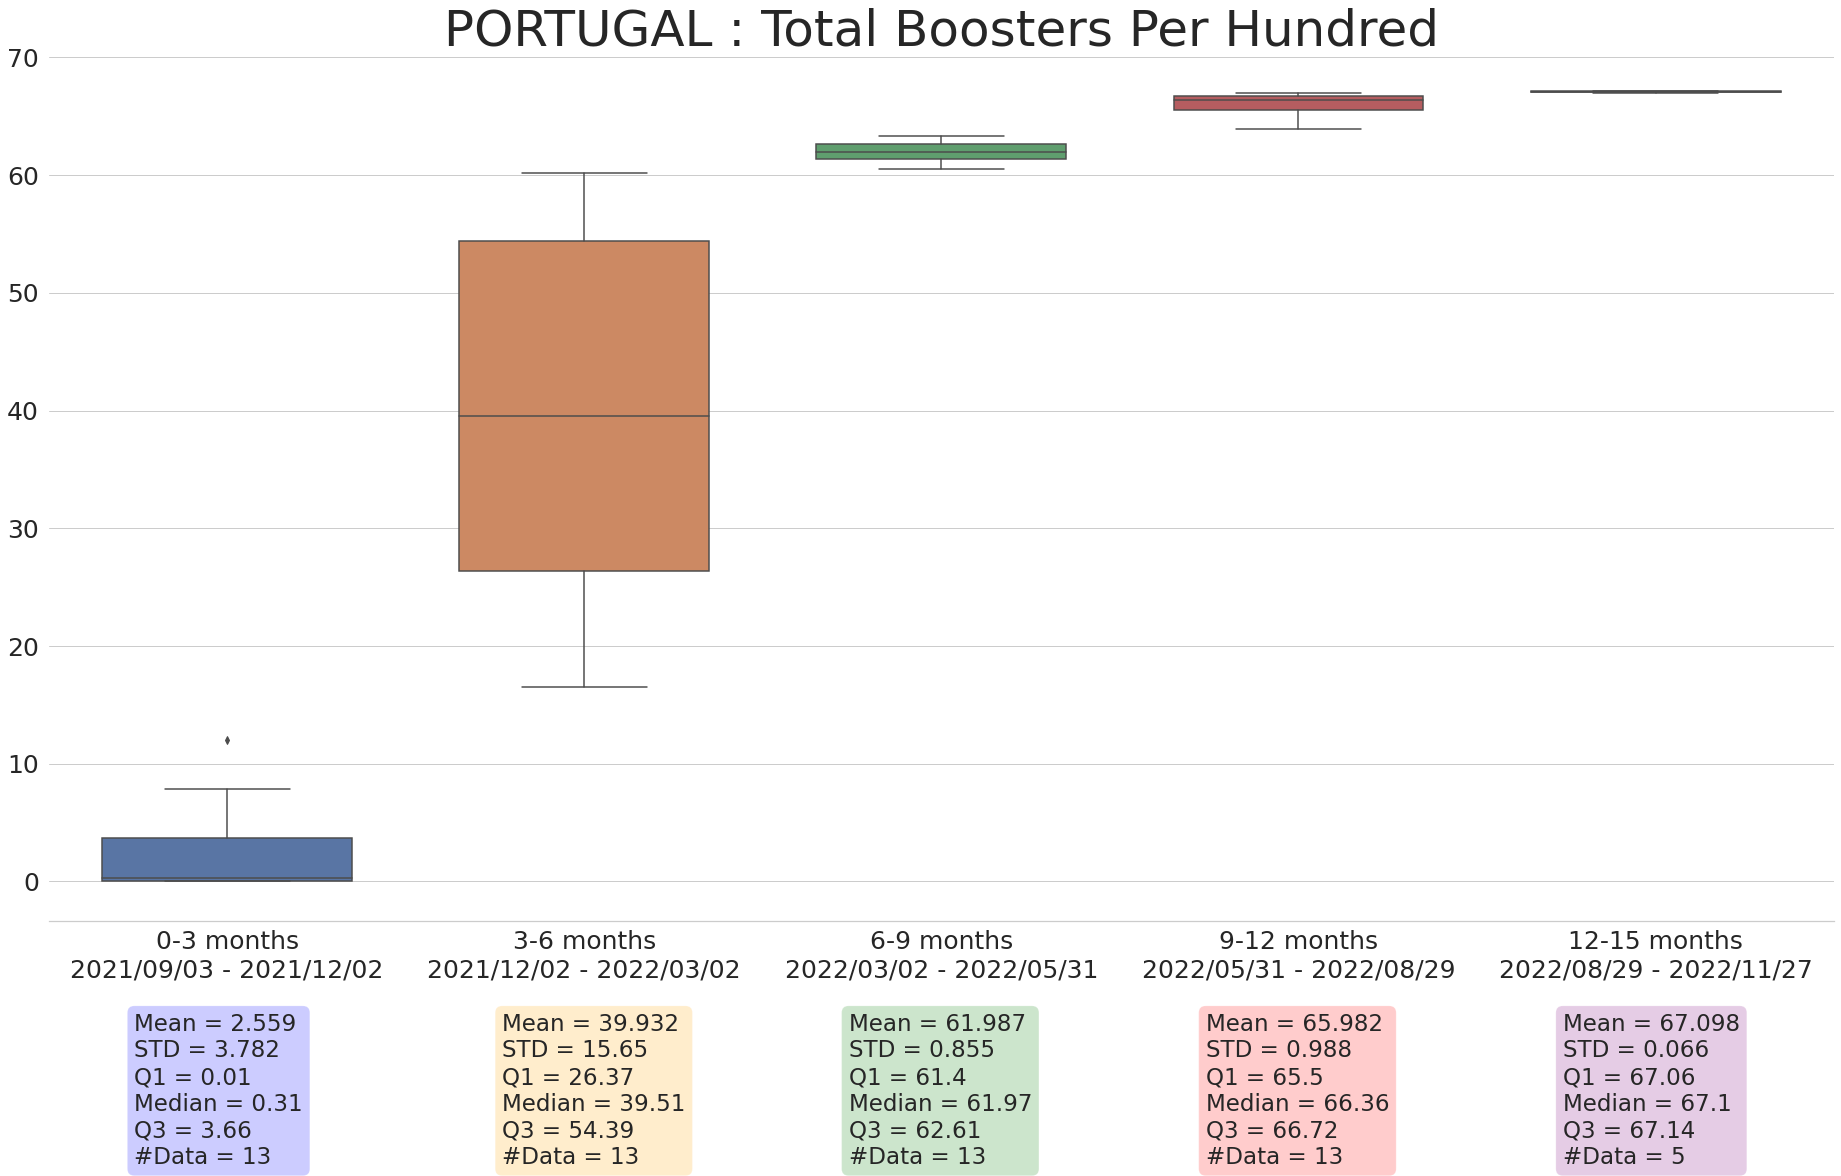 PORTUGAL : Total Boosters Per Hundred
70
60
50
40
30
20
10
0
0-3 months
2021/09/03 - 2021/12/02
3-6 months
2021/12/02 - 2022/03/02
6-9 months
2022/03/02 - 2022/05/31
9-12 months
2022/05/31 - 2022/08/29
12-15 months
2022/08/29 - 2022/11/27
Mean = 2.559
STD = 3.782
Q1 = 0.01
Median = 0.31
Q3 = 3.66
#Data = 13
Mean = 39.932
STD = 15.65
Q1 = 26.37
Median = 39.51
Q3 = 54.39
#Data = 13
Mean = 61.987
STD = 0.855
Q1 = 61.4
Median = 61.97
Q3 = 62.61
#Data = 13
Mean = 65.982
STD = 0.988
Q1 = 65.5
Median = 66.36
Q3 = 66.72
#Data = 13
Mean = 67.098
STD = 0.066
Q1 = 67.06
Median = 67.1
Q3 = 67.14
#Data = 5